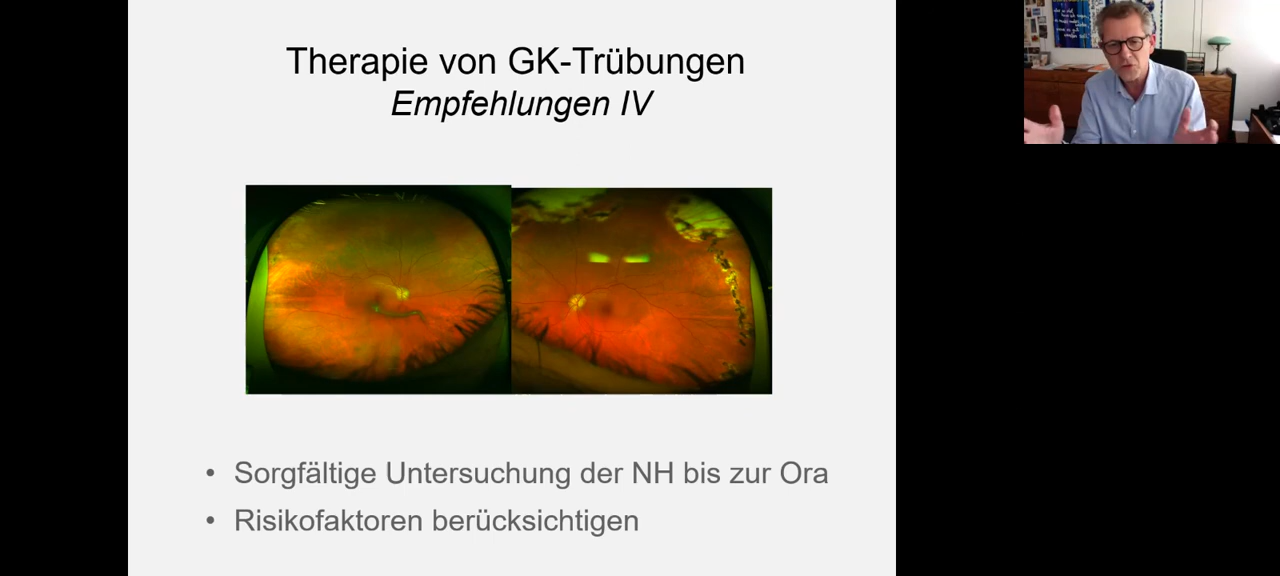 Therapie von GK-Trübungen
Empfehlungen IV
• Sorgfältige Untersuchung der NH bis zur Ora
• Risikofaktoren berücksichtigen